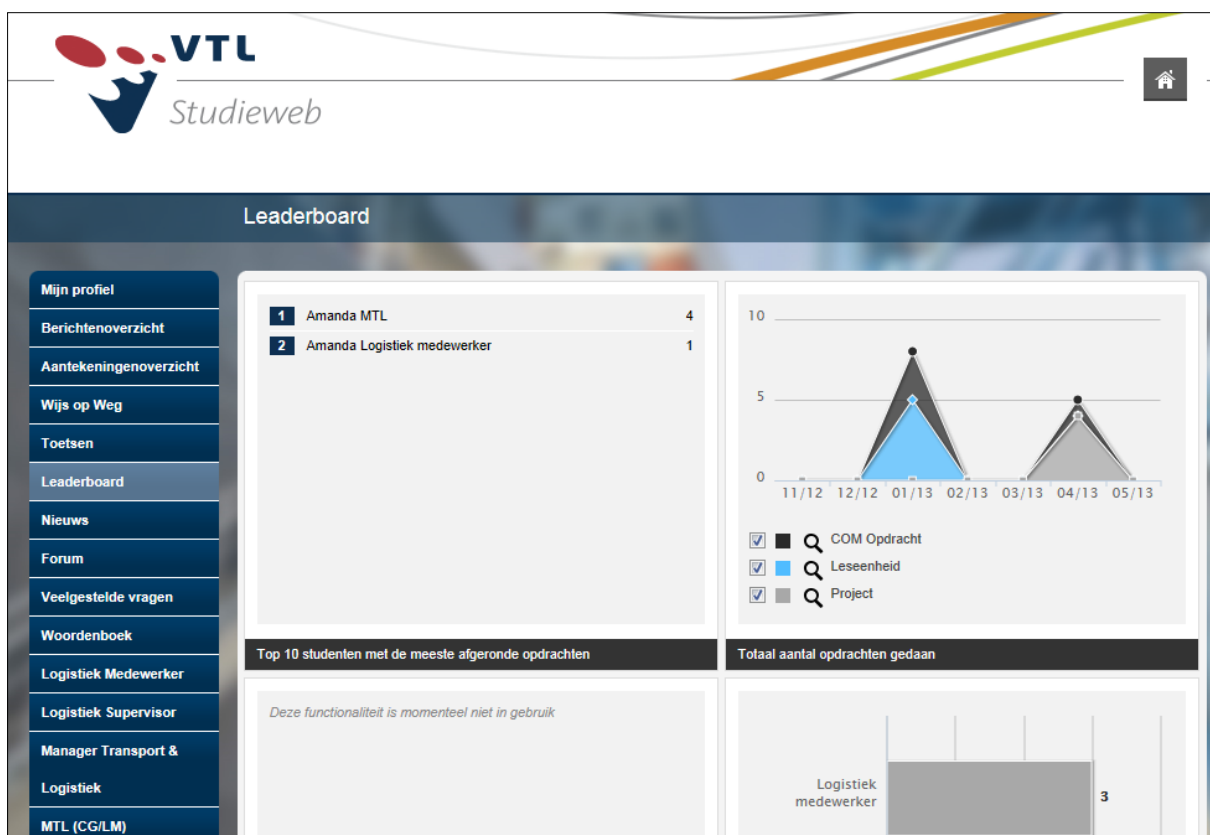 VTL
Studieweb
Leaderboard
Mijn profiel
Berichtenoverzicht
Aantekeningenoverzicht
Wijs op Weg
Toetsen
Leaderboard
Nieuws
Forum
Veelgestelde vragen
Woordenboek
Logistiek Medewerker
Logistiek Supervisor
Manager Transport &
Logistiek
MTL (CG/LM)
1 Amanda MTL 4
2 Amanda Logistiek medewerker 1
Top 10 studenten met de meeste afgeronde opdrachten
10
5
0
11/12 12/12 01/13 02/13 03/13 04/13 05/13
COM Opdracht
Leseenheid
Project
Totaal aantal opdrachten gedaan
Deze functionaliteit is momenteel niet in gebruik
Logistiek
medewerker
3